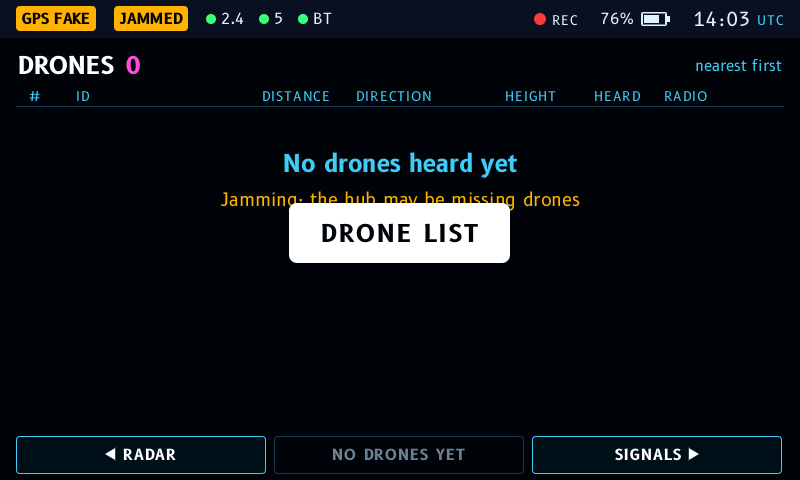 GPS FAKE JAMMED 2.4 5 BT REC 76% 14:03 UTC
DRONES 0 nearest first
# ID DISTANCE DIRECTION HEIGHT HEARD RADIO
No drones heard yet
Jamming: the hub may be missing drones
DRONE LIST
◀ RADAR NO DRONES YET SIGNALS ▶